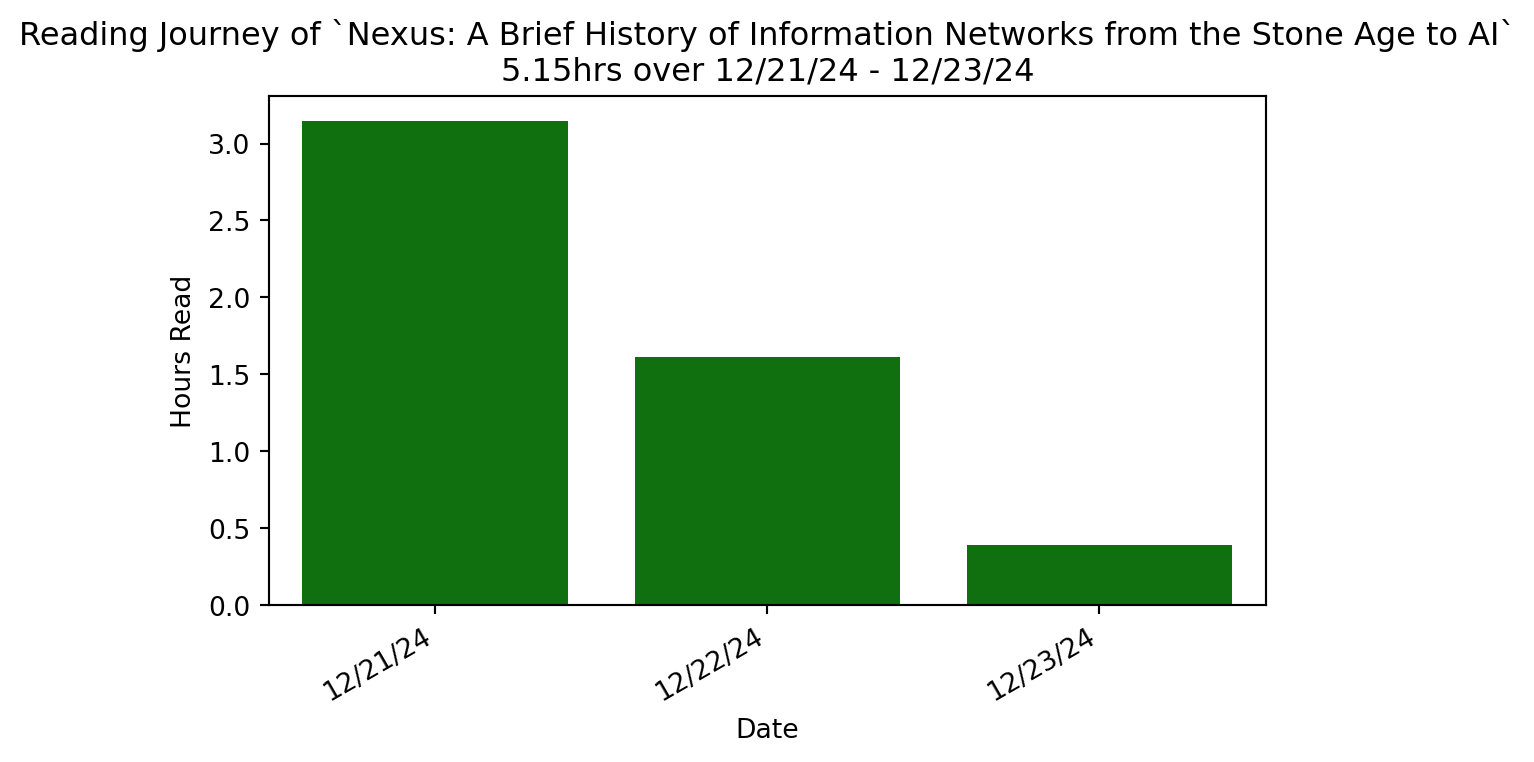 Reading Journey of `Nexus: A Brief History of Information Networks from the Stone Age to AI`
5.15hrs over 12/21/24 - 12/23/24
3.0
2.5
2.0
1.5
1.0
0.5
0.0
Hours Read
12/21/24
12/22/24
12/23/24
Date